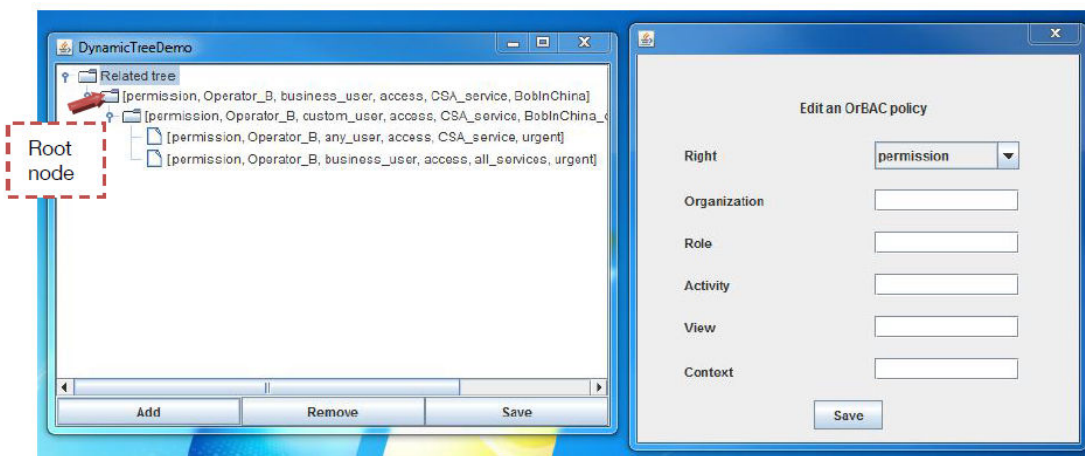 DynamicTreeDemo
Related tree
[permission, Operator_B, business_user, access, CSA_service, BobInChina]
[permission, Operator_B, custom_user, access, CSA_service, BobInChina_
[permission, Operator_B, any_user, access, CSA_service, urgent]
[permission, Operator_B, business_user, access, all_services, urgent]
Root
node
Add Remove Save
Edit an OrBAC policy
Right permission
Organization
Role
Activity
View
Context
Save